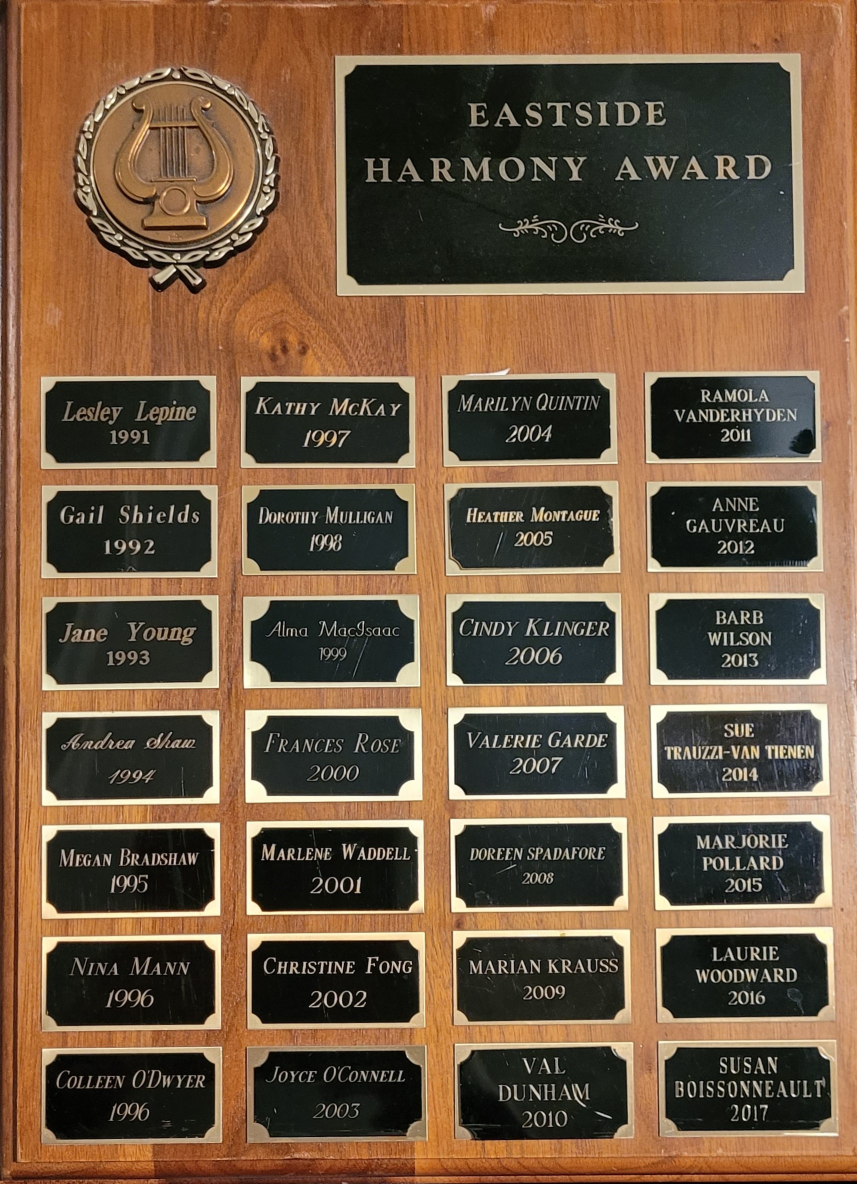 EASTSIDE
HARMONY AWARD
Lesley Lepine
1991
Gail Shields
1992
Jane Young
1993
Andrea Shaw
1994
MEGAN BRADSHAW
1995
NINA MANN
1996
COLLEEN O'DWYER
1996
KATHY MCKAY
1997
DOROTHY MULLIGAN
1998
Alma MacIsaac
1999
FRANCES ROSE
2000
MARLENE WADDELL
2001
CHRISTINE FONG
2002
JOYCE O'CONNELL
2003
MARILYN QUINTIN
2004
HEATHER MONTAGUE
2005
CINDY KLINGER
2006
VALERIE GARDE
2007
DOREEN SPADAFORE
2008
MARIAN KRAUSS
2009
VAL
DUNHAM
2010
RAMOLA
VANDERHYDEN
2011
ANNE
GAUVREAU
2012
BARB
WILSON
2013
SUE
TRAUZZI-VAN TIENEN
2014
MARJORIE
POLLARD
2015
LAURIE
WOODWARD
2016
SUSAN
BOISSONNEAULT
2017